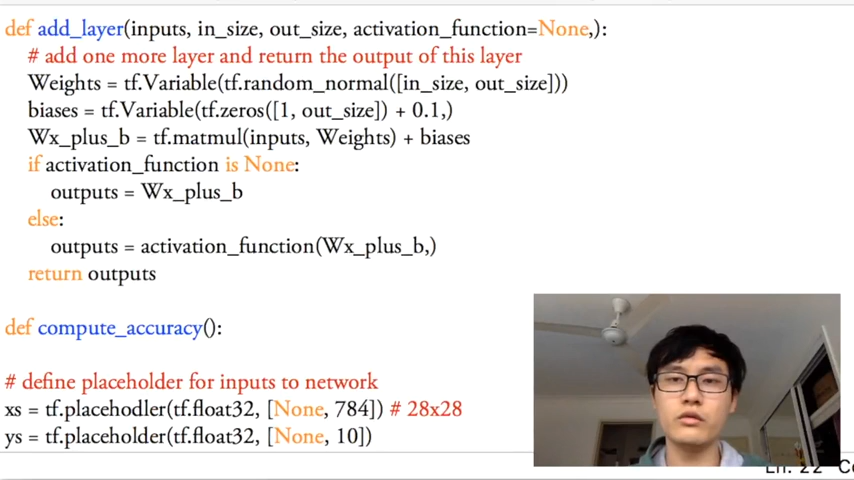 def add_layer(inputs, in_size, out_size, activation_function=None,):
# add one more layer and return the output of this layer
Weights = tf.Variable(tf.random_normal([in_size, out_size]))
biases = tf.Variable(tf.zeros([1, out_size]) + 0.1,)
Wx_plus_b = tf.matmul(inputs, Weights) + biases
if activation_function is None:
outputs = Wx_plus_b
else:
outputs = activation_function(Wx_plus_b,)
return outputs
def compute_accuracy():
# define placeholder for inputs to network
xs = tf.placehodler(tf.float32, [None, 784]) # 28x28
ys = tf.placeholder(tf.float32, [None, 10])